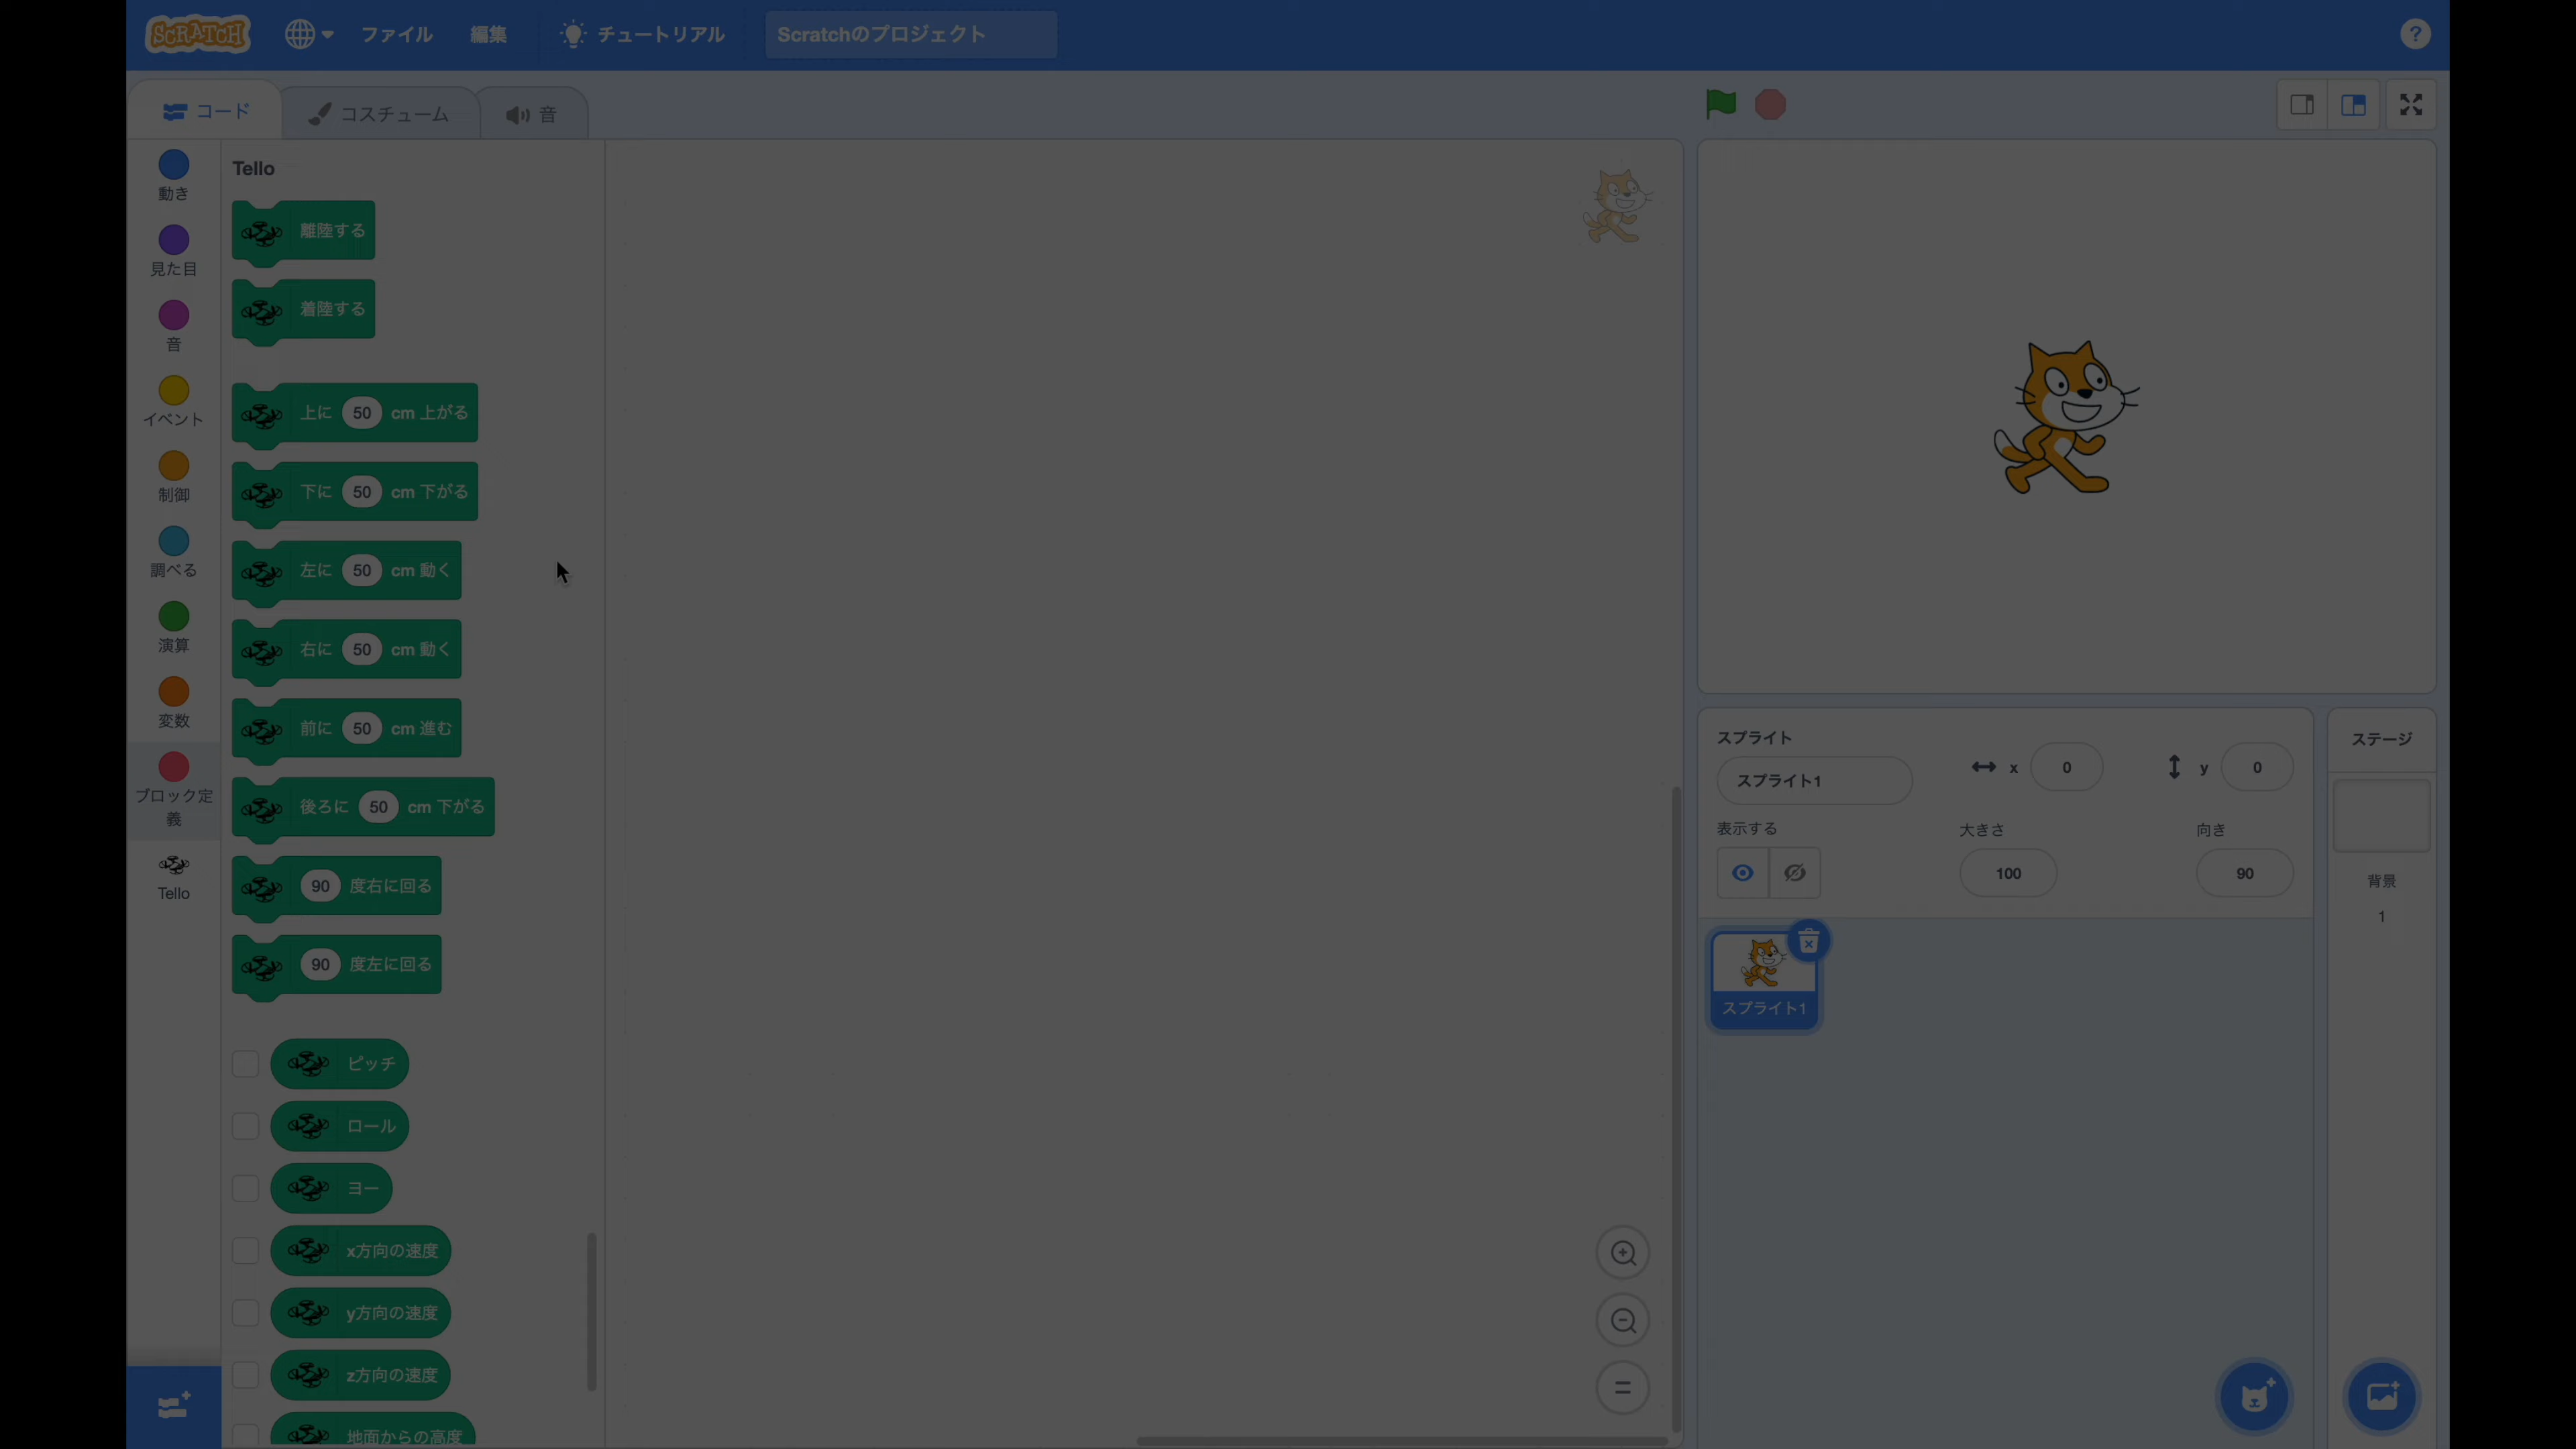 SCRATCH
ファイル
編集
チュートリアル
Scratchのプロジェクト
?
コード
コスチューム
音
動き
見た目
音
イベント
制御
調べる
演算
変数
ブロック定
義
Tello
Tello
離陸する
着陸する
上に 50 cm 上がる
下に 50 cm 下がる
左に 50 cm 動く
右に 50 cm 動く
前に 50 cm 進む
後ろに 50 cm 下がる
90 度右に回る
90 度左に回る
ピッチ
ロール
ヨー
x方向の速度
y方向の速度
z方向の速度
地面からの高度
スプライト
スプライト1
x 0
y 0
表示する
大きさ
100
向き
90
スプライト1
ステージ
背景
1